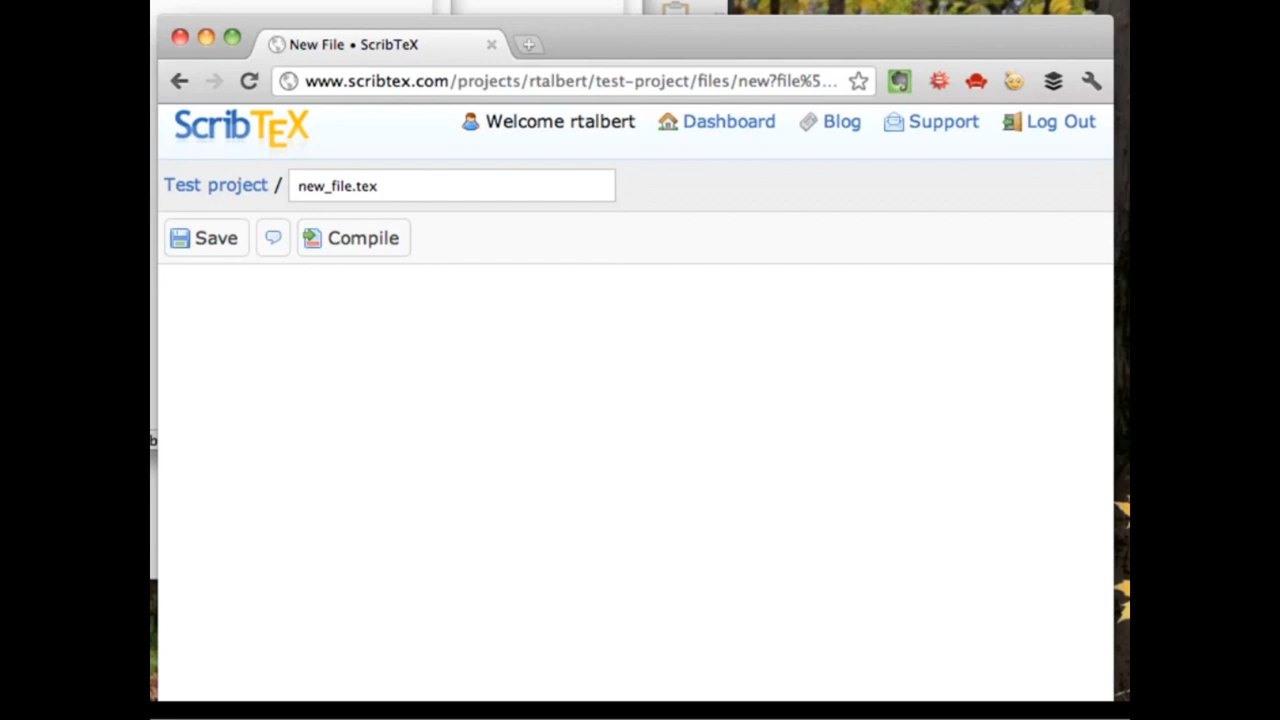 New File • ScribTeX
www.scribtex.com/projects/rtalbert/test-project/files/new?file%5...
ScribTEX
Welcome rtalbert Dashboard Blog Support Log Out
Test project / new_file.tex
Save Compile
b